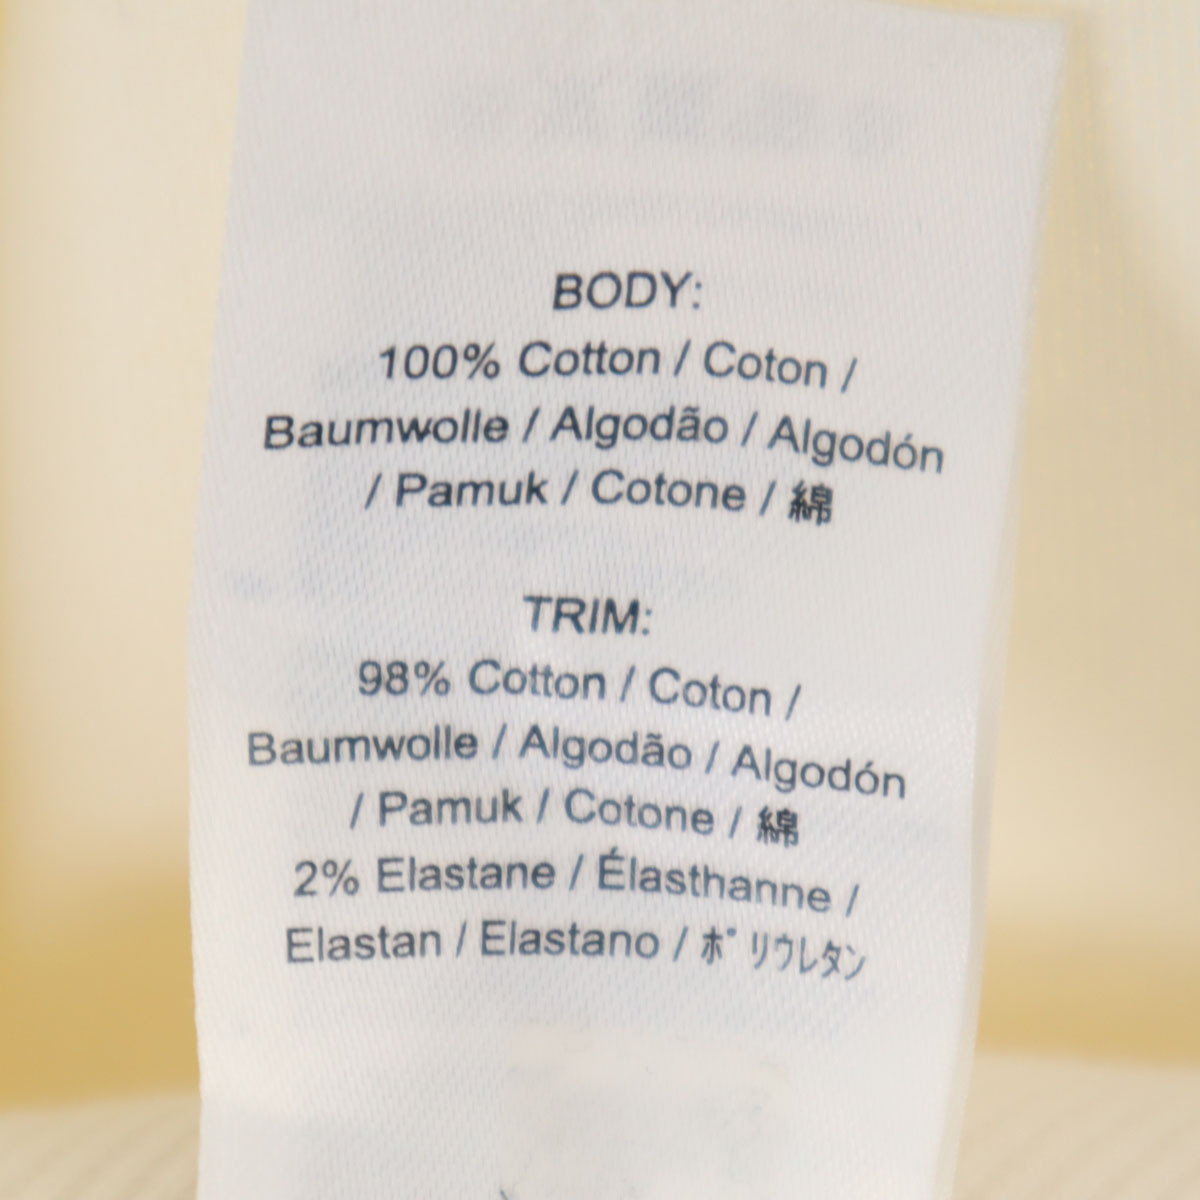 BODY:
100% Cotton / Coton /
Baumwolle / Algodão / Algodón
/ Pamuk / Cotone / 綿
TRIM:
98% Cotton / Coton /
Baumwolle / Algodão / Algodón
/ Pamuk / Cotone / 綿
2% Elastane / Élasthanne /
Elastan / Elastano / ﾎﾟﾘｳﾚﾀﾝ